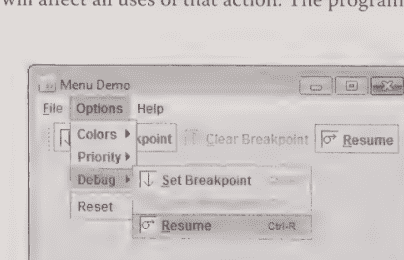 will affect all uses of that action. The program
Menu Demo
File Options Help
Colors kpoint Clear Breakpoint Resume
Priority
Debug Set Breakpoint
Reset
Resume Ctrl-R